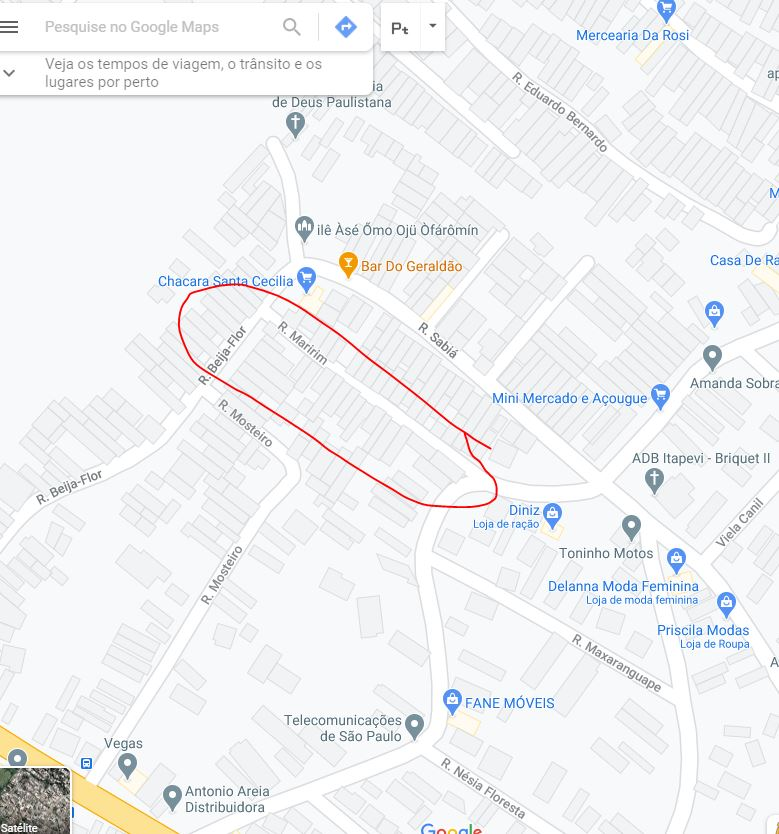 Pesquise no Google Maps
Veja os tempos de viagem, o trânsito e os
lugares por perto
Mercearia Da Rosi
de Deus Paulistana
R. Eduardo Bernardo
ilê Àsé Ōmo Ojü Òfárōmín
Bar Do Geraldão
Chacara Santa Cecilia
Casa De Ra
R. Maririm
R. Sabiá
R. Beija-Flor
Amanda Sobra
Mini Mercado e Açougue
R. Mosteiro
ADB Itapevi - Briquet II
R. Beija-Flor
Diniz
Loja de ração
Viela Canil
Toninho Motos
R. Mosteiro
Delanna Moda Feminina
Loja de moda feminina
Priscila Modas
Loja de Roupa
R. Maxaranguape
FANE MÓVEIS
Telecomunicações
de São Paulo
Vegas
R. Nésia Floresta
Antonio Areia
Distribuidora
Satélite
Google